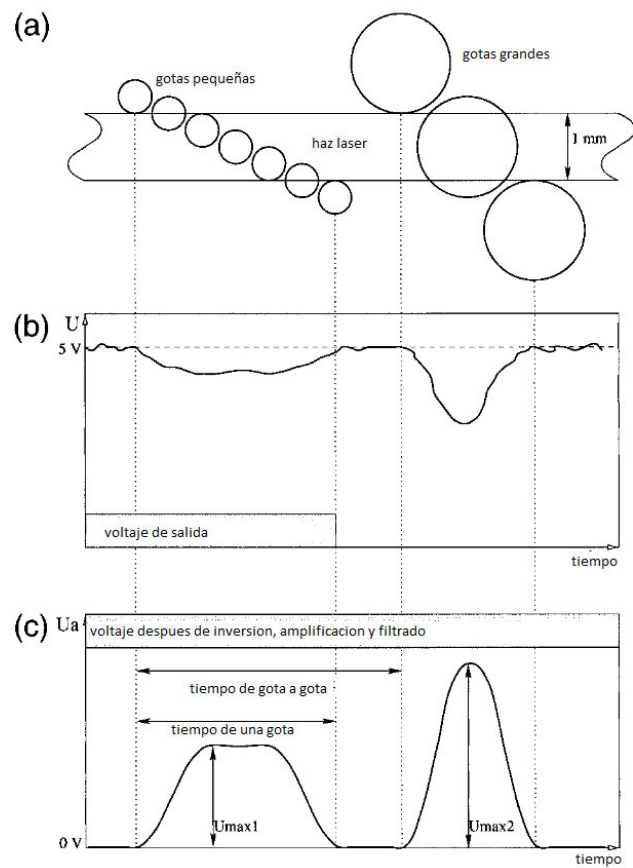 (a)
gotas pequeñas
gotas grandes
haz laser
1 mm
(b)
U
5 V
voltaje de salida
tiempo
(c)
Ua
voltaje despues de inversion, amplificacion y filtrado
tiempo de gota a gota
tiempo de una gota
Umax1
Umax2
0 V
tiempo